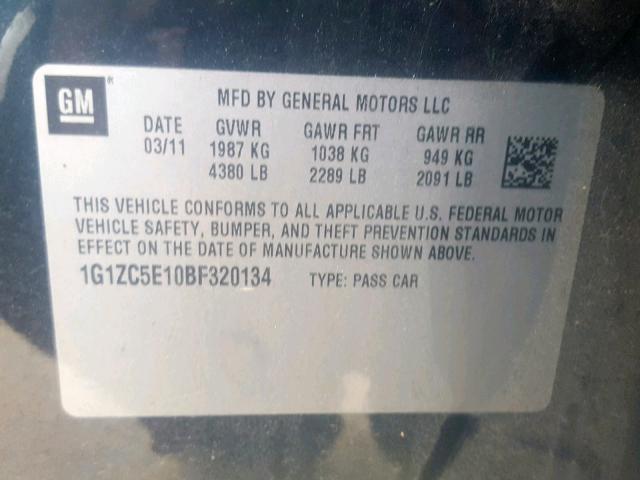 GM ®
MFD BY GENERAL MOTORS LLC
DATE GVWR GAWR FRT GAWR RR
03/11 1987 KG 1038 KG 949 KG
4380 LB 2289 LB 2091 LB
THIS VEHICLE CONFORMS TO ALL APPLICABLE U.S. FEDERAL MOTOR
VEHICLE SAFETY, BUMPER, AND THEFT PREVENTION STANDARDS IN
EFFECT ON THE DATE OF MANUFACTURE SHOWN ABOVE.
1G1ZC5E10BF320134 TYPE: PASS CAR